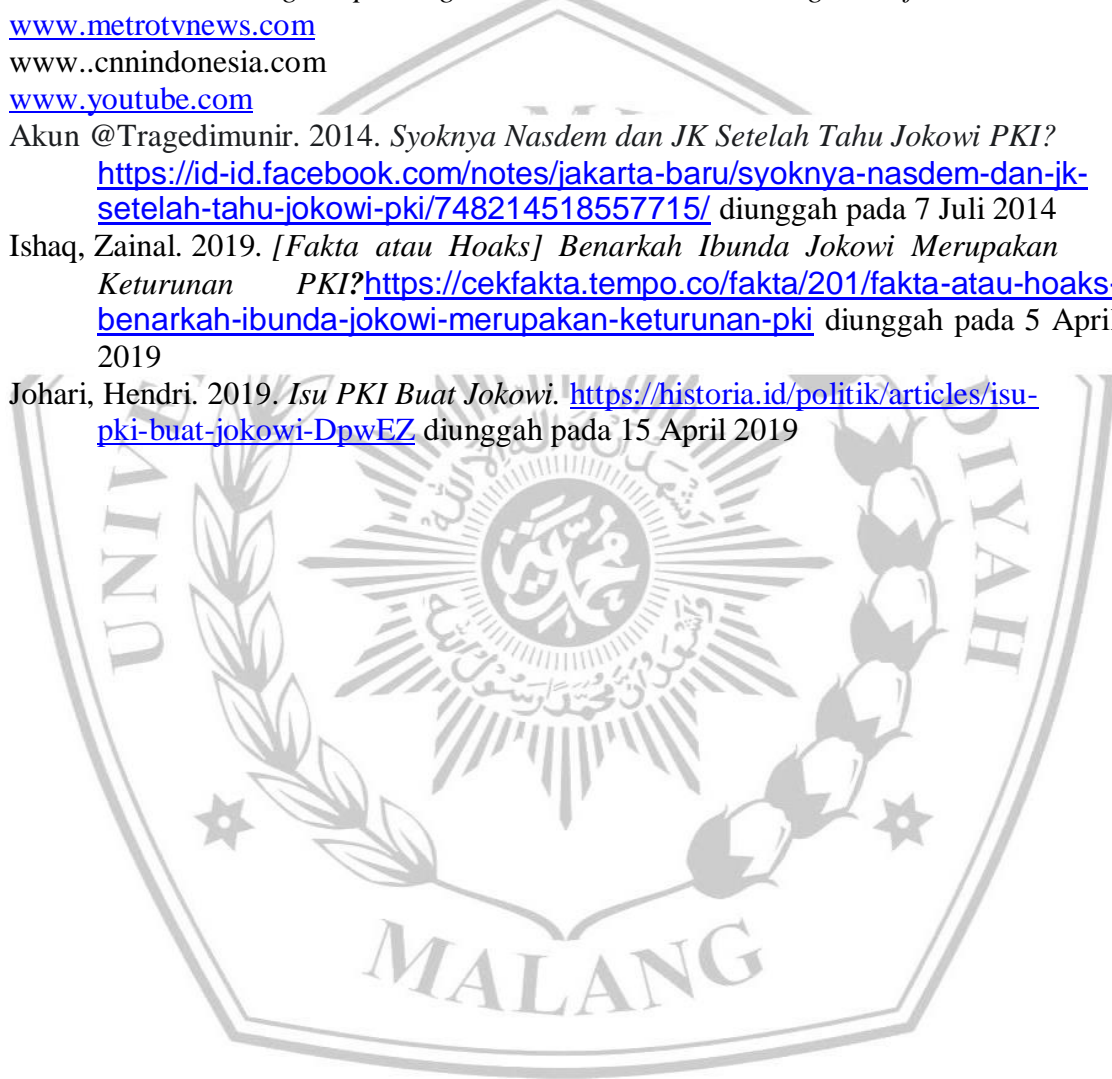 www.metrotvnews.com
www..cnnindonesia.com
www.youtube.com
Akun @Tragedimunir. 2014. Syoknya Nasdem dan JK Setelah Tahu Jokowi PKI?
https://id-id.facebook.com/notes/jakarta-baru/syoknya-nasdem-dan-jk-
setelah-tahu-jokowi-pki/748214518557715/ diunggah pada 7 Juli 2014
Ishaq, Zainal. 2019. [Fakta atau Hoaks] Benarkah Ibunda Jokowi Merupakan
Keturunan PKI?https://cekfakta.tempo.co/fakta/201/fakta-atau-hoaks-
benarkah-ibunda-jokowi-merupakan-keturunan-pki diunggah pada 5 April
2019
Johari, Hendri. 2019. Isu PKI Buat Jokowi. https://historia.id/politik/articles/isu-
pki-buat-jokowi-DpwEZ diunggah pada 15 April 2019
MALANG